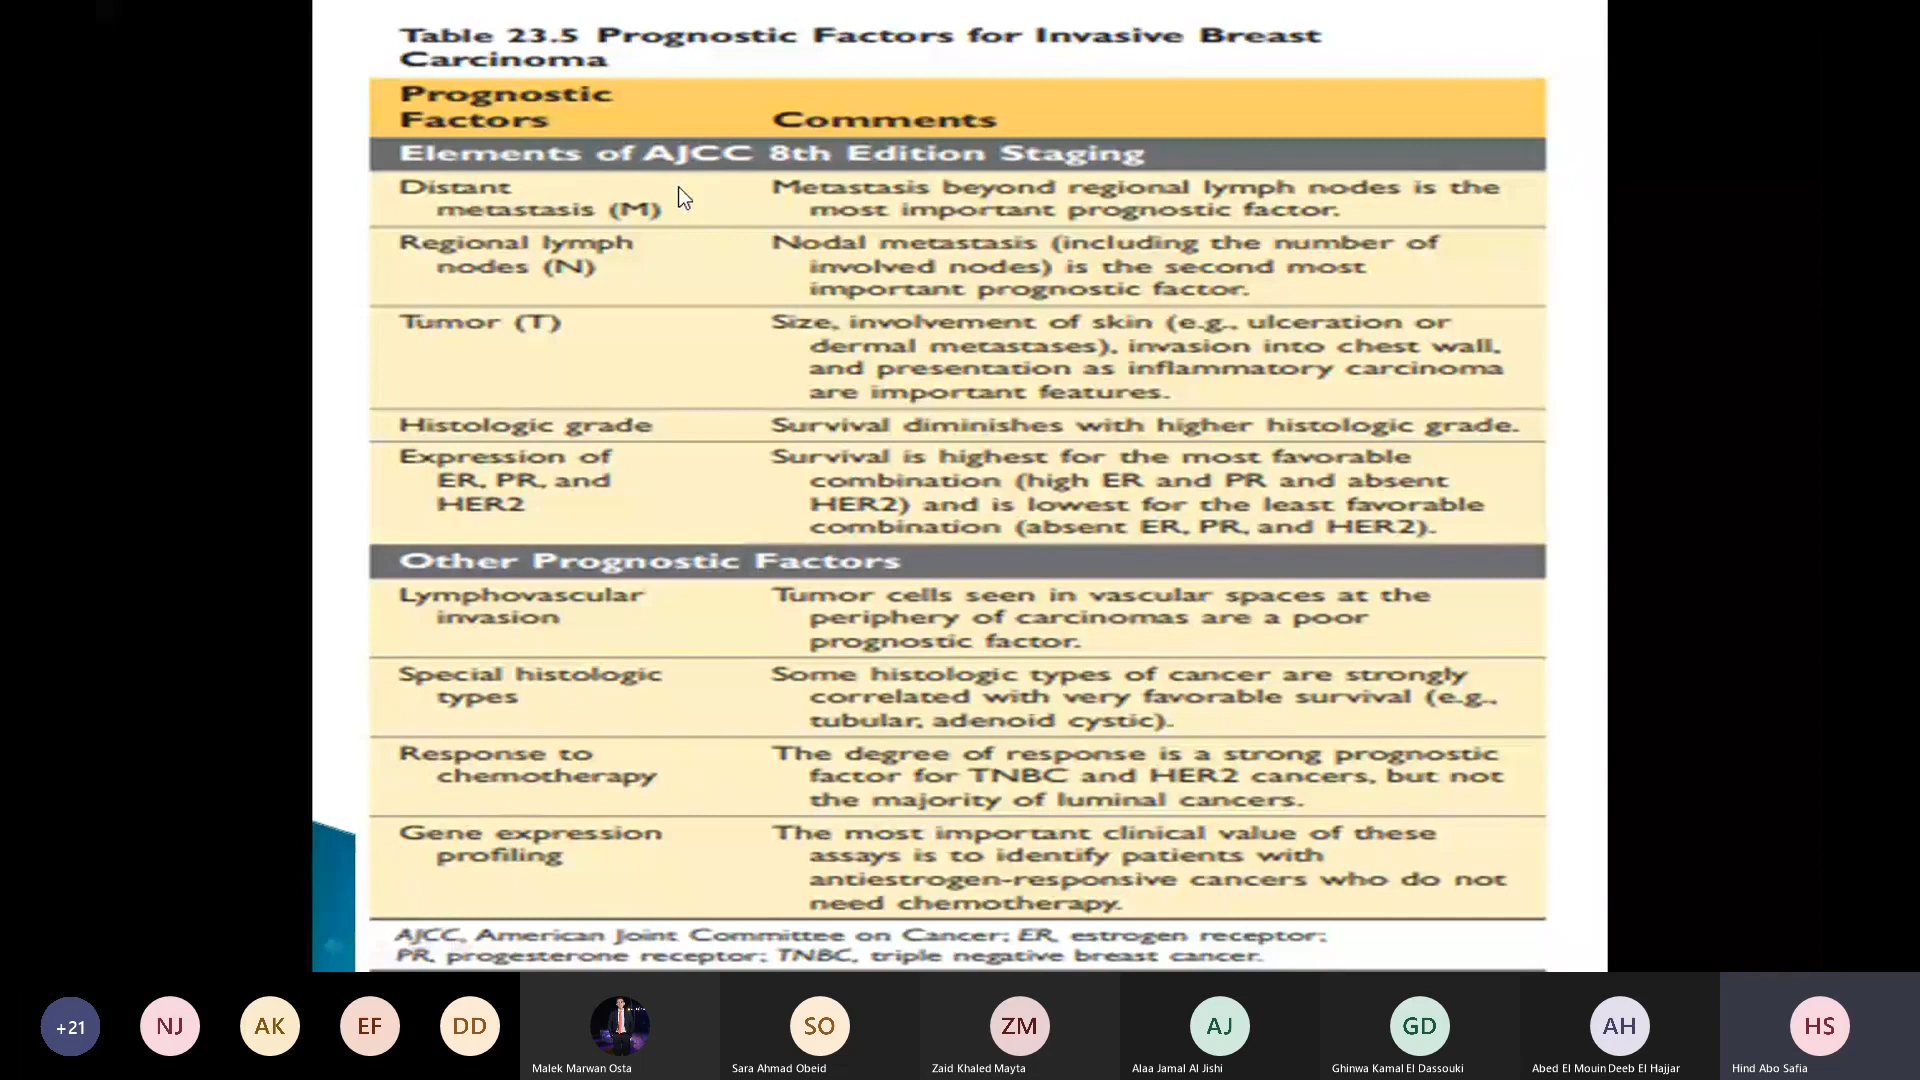 Table 23.5 Prognostic Factors for Invasive Breast
Carcinoma
Prognostic
Factors
Comments
Elements of AJCC 8th Edition Staging
Distant
metastasis (M)
Metastasis beyond regional lymph nodes is the
most important prognostic factor.
Regional lymph
nodes (N)
Nodal metastasis (including the number of
involved nodes) is the second most
important prognostic factor.
Tumor (T)
Size, involvement of skin (e.g., ulceration or
dermal metastases), invasion into chest wall,
and presentation as inflammatory carcinoma
are important features.
Histologic grade
Survival diminishes with higher histologic grade.
Expression of
ER, PR, and
HER2
Survival is highest for the most favorable
combination (high ER and PR and absent
HER2) and is lowest for the least favorable
combination (absent ER, PR, and HER2).
Other Prognostic Factors
Lymphovascular
invasion
Tumor cells seen in vascular spaces at the
periphery of carcinomas are a poor
prognostic factor.
Special histologic
types
Some histologic types of cancer are strongly
correlated with very favorable survival (e.g.,
tubular, adenoid cystic).
Response to
chemotherapy
The degree of response is a strong prognostic
factor for TNBC and HER2 cancers, but not
the majority of luminal cancers.
Gene expression
profiling
The most important clinical value of these
assays is to identify patients with
antiestrogen-responsive cancers who do not
need chemotherapy.
AJCC, American Joint Committee on Cancer; ER, estrogen receptor;
PR, progesterone receptor; TNBC, triple negative breast cancer.
+21
NJ
AK
EF
DD
SO
ZM
AJ
GD
AH
HS
Malek Marwan Osta
Sara Ahmad Obeid
Zaid Khaled Mayta
Alaa Jamal Al Jishi
Ghinwa Kamal El Dassouki
Abed El Mouin Deeb El Hajjar
Hind Abo Safia